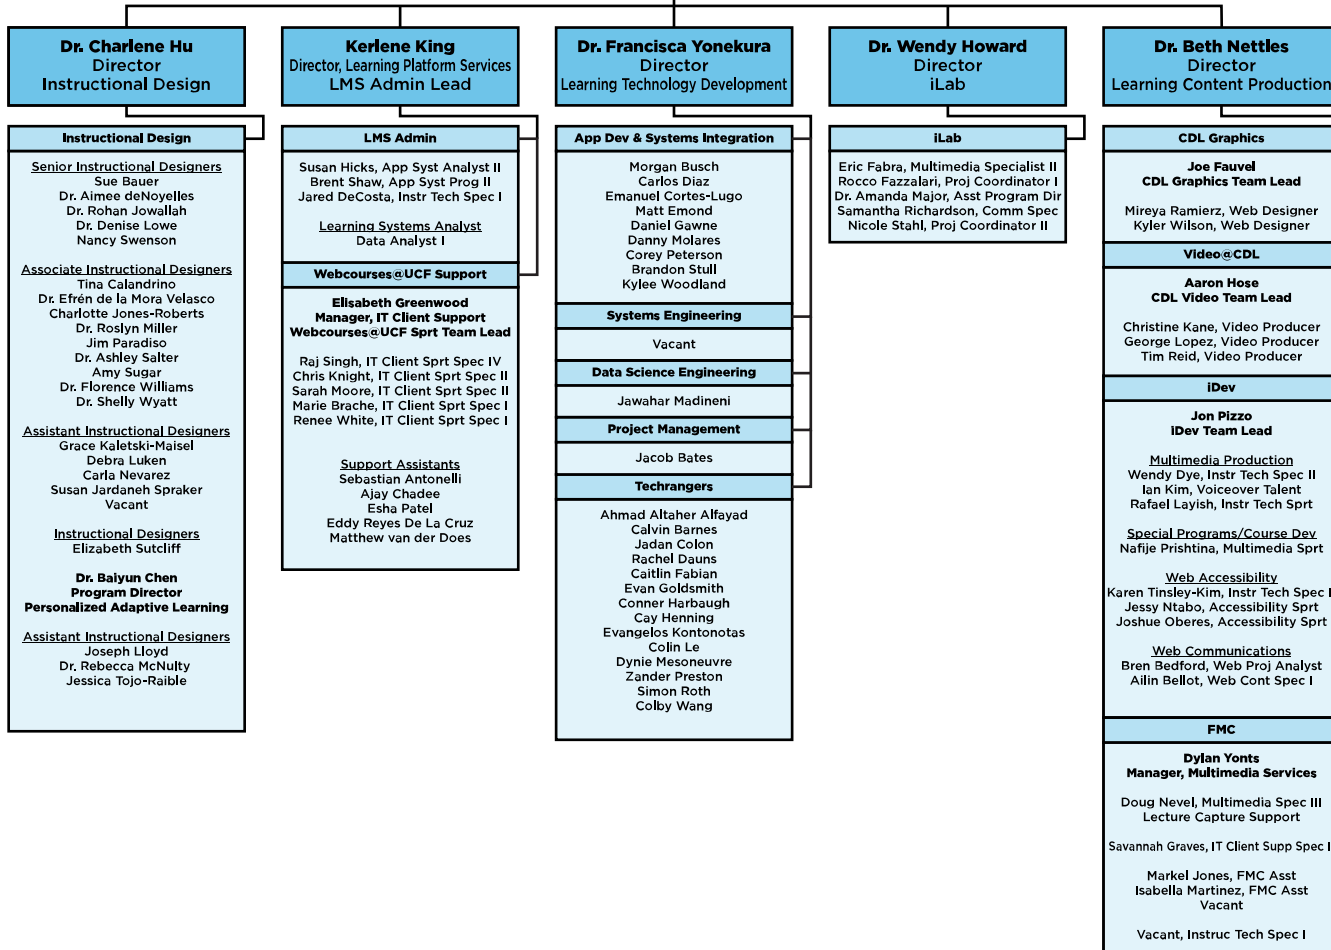 Dr. Charlene Hu
Director
Instructional Design
Instructional Design
Senior Instructional Designers
Sue Bauer
Dr. Aimee deNoyelles
Dr. Rohan Jowallah
Dr. Denise Lowe
Nancy Swenson
Associate Instructional Designers
Tina Calandrino
Dr. Efrén de la Mora Velasco
Charlotte Jones-Roberts
Dr. Roslyn Miller
Jim Paradiso
Dr. Ashley Salter
Amy Sugar
Dr. Florence Williams
Dr. Shelly Wyatt
Assistant Instructional Designers
Grace Kaletski-Maisel
Debra Luken
Carla Nevarez
Susan Jardaneh Spraker
Vacant
Instructional Designers
Elizabeth Sutcliff
Dr. Baiyun Chen
Program Director
Personalized Adaptive Learning
Assistant Instructional Designers
Joseph Lloyd
Dr. Rebecca McNulty
Jessica Tojo-Raible
Kerlene King
Director, Learning Platform Services
LMS Admin Lead
LMS Admin
Susan Hicks, App Syst Analyst II
Brent Shaw, App Syst Prog II
Jared DeCosta, Instr Tech Spec I
Learning Systems Analyst
Data Analyst I
Webcourses@UCF Support
Elisabeth Greenwood
Manager, IT Client Support
Webcourses@UCF Sprt Team Lead
Raj Singh, IT Client Sprt Spec IV
Chris Knight, IT Client Sprt Spec II
Sarah Moore, IT Client Sprt Spec II
Marie Brache, IT Client Sprt Spec I
Renee White, IT Client Sprt Spec I
Support Assistants
Sebastian Antonelli
Ajay Chadee
Esha Patel
Eddy Reyes De La Cruz
Matthew van der Does
Dr. Francisca Yonekura
Director
Learning Technology Development
App Dev & Systems Integration
Morgan Busch
Carlos Diaz
Emanuel Cortes-Lugo
Matt Emond
Daniel Gawne
Danny Molares
Corey Peterson
Brandon Stull
Kylee Woodland
Systems Engineering
Vacant
Data Science Engineering
Jawahar Madineni
Project Management
Jacob Bates
Techrangers
Ahmad Altaher Alfayad
Calvin Barnes
Jadan Colon
Rachel Dauns
Caitlin Fabian
Evan Goldsmith
Conner Harbaugh
Cay Henning
Evangelos Kontonotas
Colin Le
Dynie Mesoneuvre
Zander Preston
Simon Roth
Colby Wang
Dr. Wendy Howard
Director
iLab
iLab
Eric Fabra, Multimedia Specialist II
Rocco Fazzalari, Proj Coordinator I
Dr. Amanda Major, Asst Program Dir
Samantha Richardson, Comm Spec
Nicole Stahl, Proj Coordinator II
Dr. Beth Nettles
Director
Learning Content Production
CDL Graphics
Joe Fauvel
CDL Graphics Team Lead
Mireya Ramierz, Web Designer
Kyler Wilson, Web Designer
Video@CDL
Aaron Hose
CDL Video Team Lead
Christine Kane, Video Producer
George Lopez, Video Producer
Tim Reid, Video Producer
iDev
Jon Pizzo
iDev Team Lead
Multimedia Production
Wendy Dye, Instr Tech Spec II
Ian Kim, Voiceover Talent
Rafael Layish, Instr Tech Sprt
Special Programs/Course Dev
Nafije Prishtina, Multimedia Sprt
Web Accessibility
Karen Tinsley-Kim, Instr Tech Spec
Jessy Ntabo, Accessibility Sprt
Joshue Oberes, Accessibility Sprt
Web Communications
Bren Bedford, Web Proj Analyst
Ailin Bellot, Web Cont Spec I
FMC
Dylan Yonts
Manager, Multimedia Services
Doug Nevel, Multimedia Spec III
Lecture Capture Support
Savannah Graves, IT Client Supp Spec
Markel Jones, FMC Asst
Isabella Martinez, FMC Asst
Vacant
Vacant, Instruc Tech Spec I